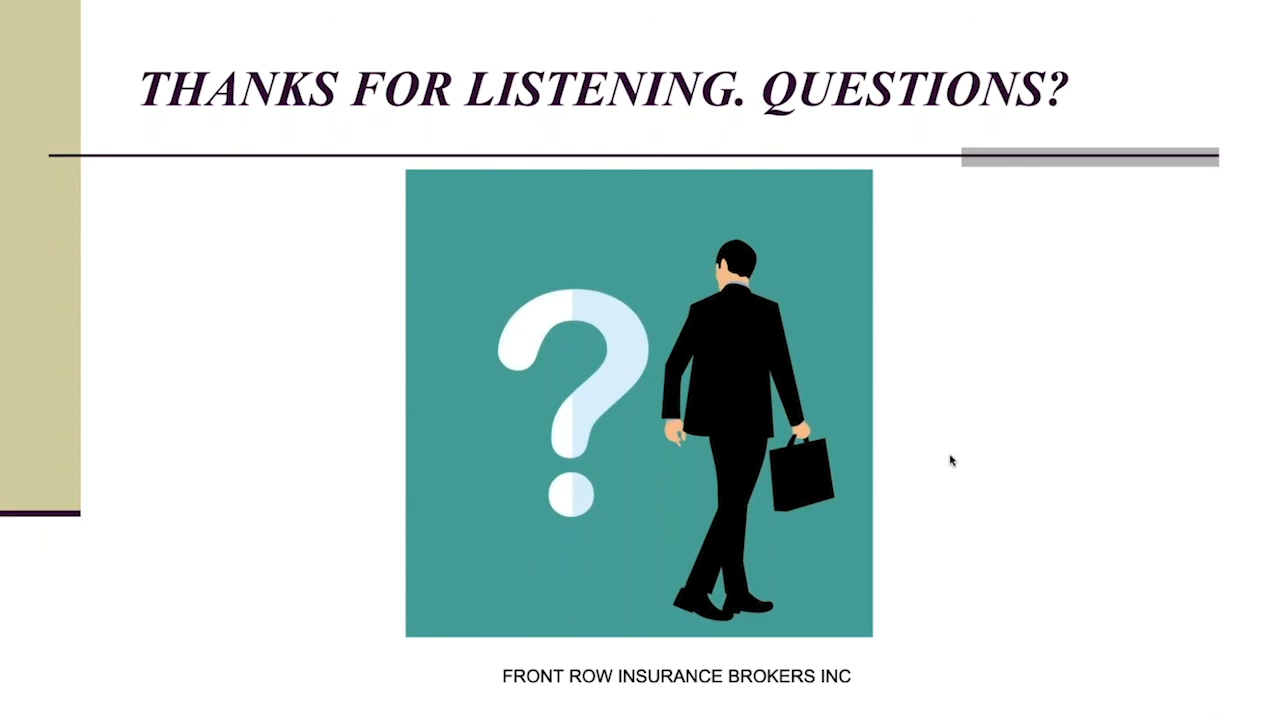 THANKS FOR LISTENING. QUESTIONS?
?
FRONT ROW INSURANCE BROKERS INC